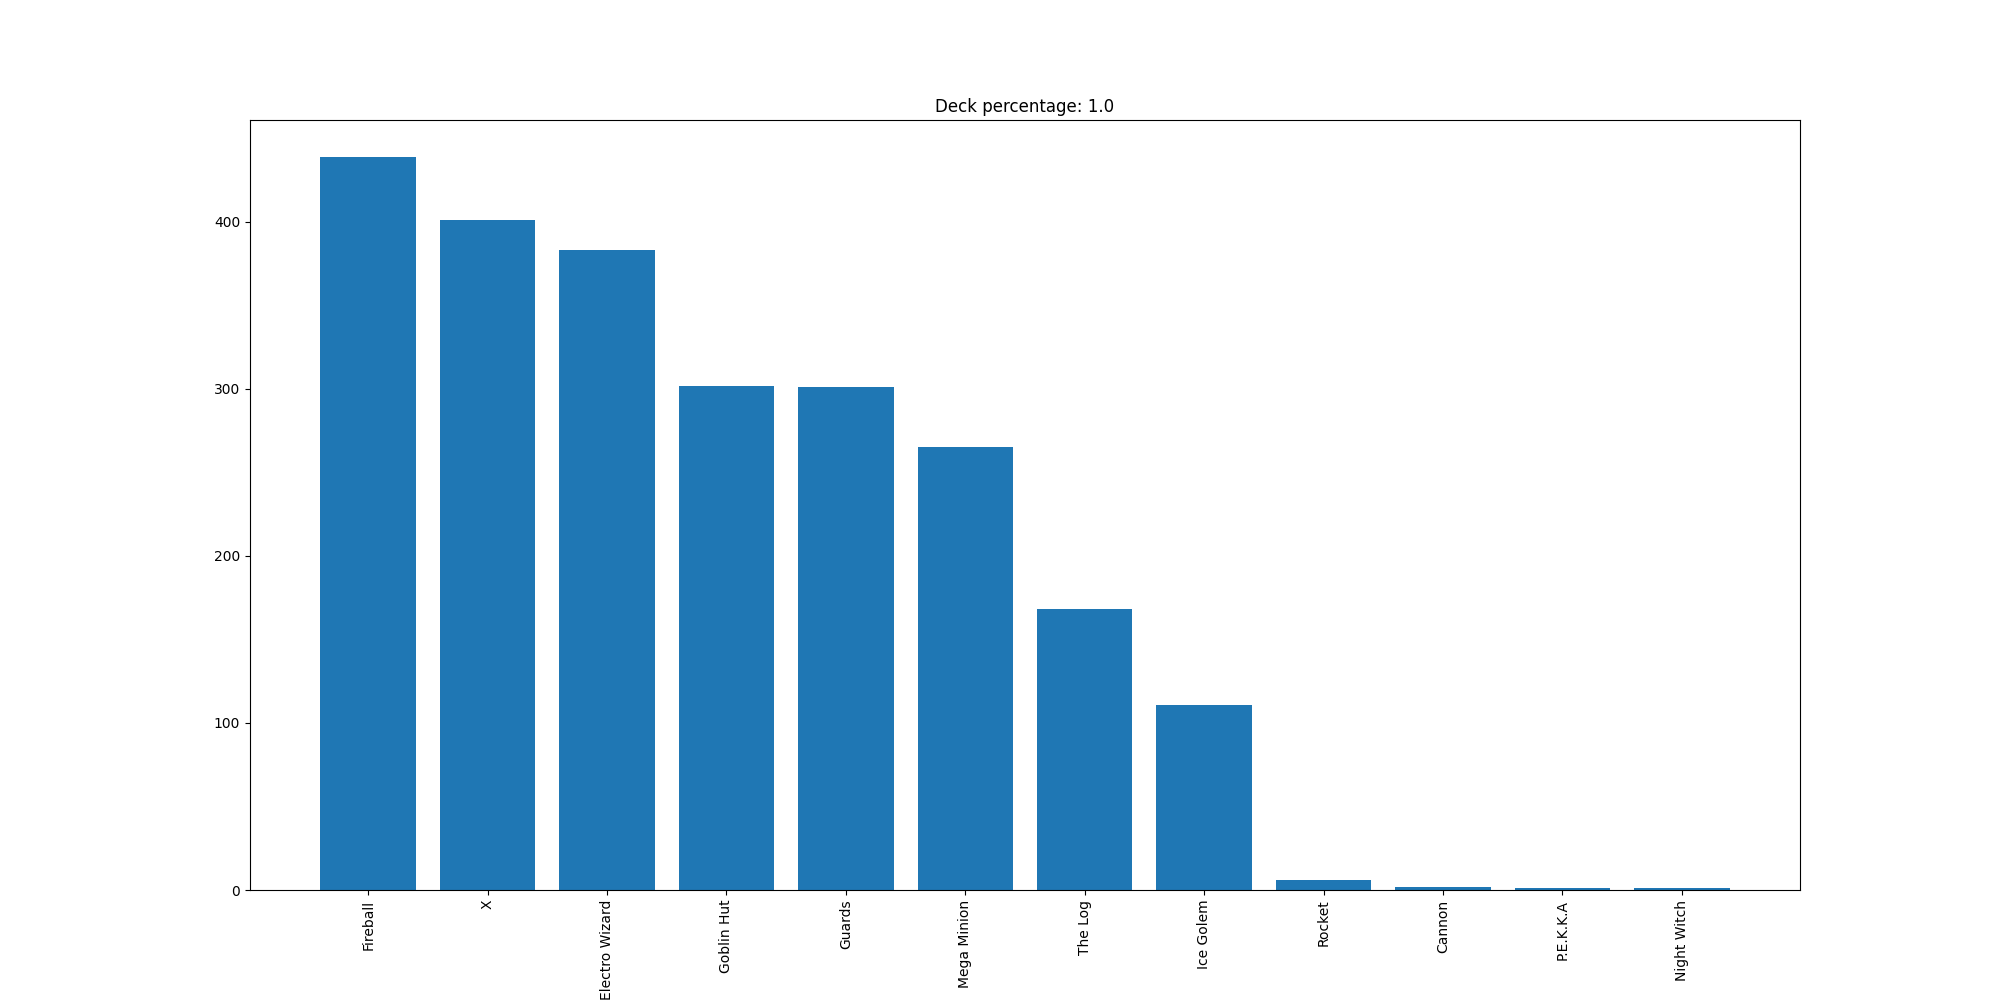 Deck percentage: 1.0
400
300
200
100
0
Fireball
X
Electro Wizard
Goblin Hut
Guards
Mega Minion
The Log
Ice Golem
Rocket
Cannon
P.E.K.K.A
Night Witch